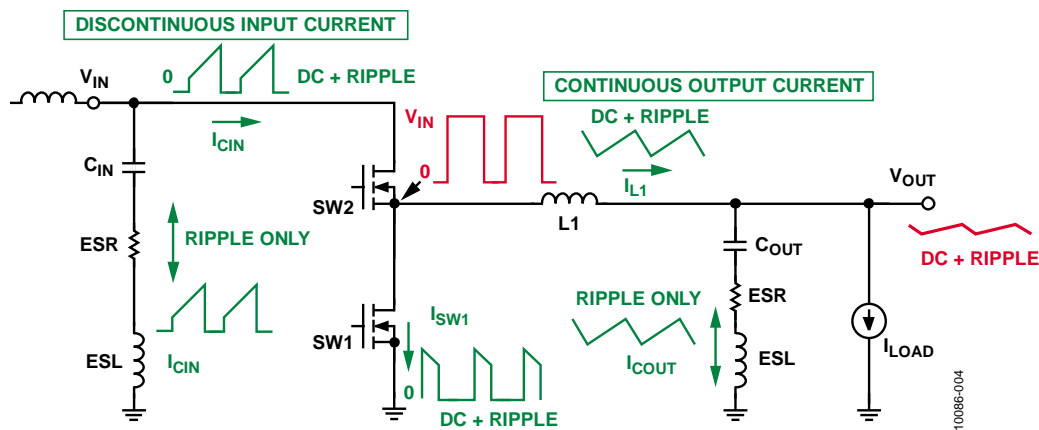 DISCONTINUOUS INPUT CURRENT
VIN
0
DC + RIPPLE
ICIN
CONTINUOUS OUTPUT CURRENT
VIN
DC + RIPPLE
0
IL1
VOUT
CIN
SW2
L1
ESR
RIPPLE ONLY
COUT
DC + RIPPLE
ESR
RIPPLE ONLY
ISW1
SW1
ESL
ICIN
ICOUT
ESL
ILOAD
0
DC + RIPPLE
10086-004